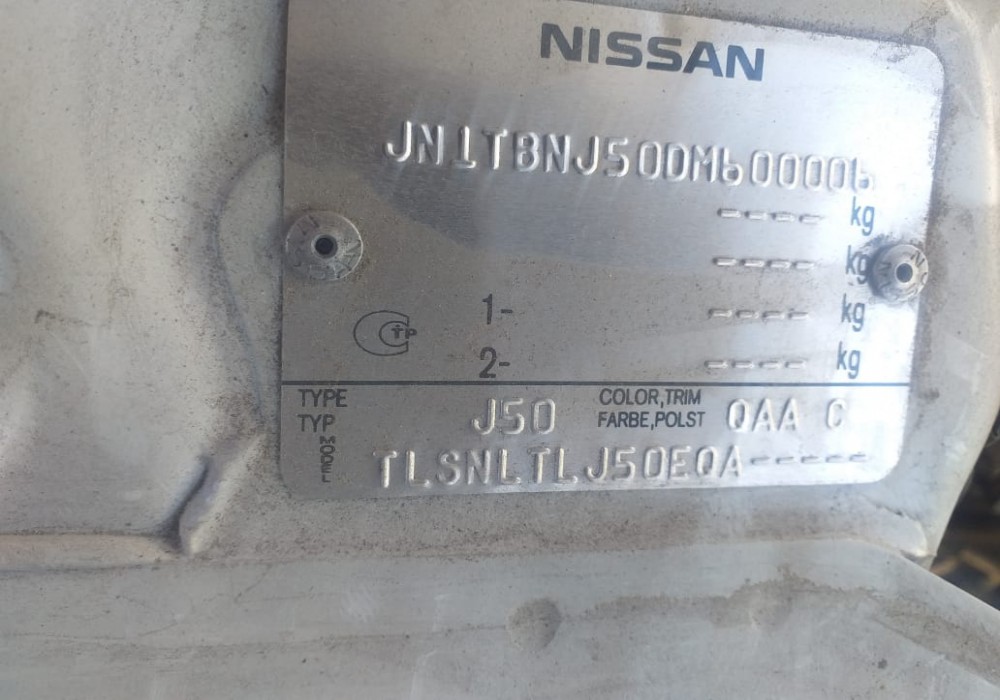 NISSAN
JN1TBNJ50DM600006
---- kg
---- kg
1- ---- kg
2- ---- kg
TYPE J50 COLOR,TRIM QAA C
TYP FARBE,POLST
MODEL TLSNLTLJ50EQA-----